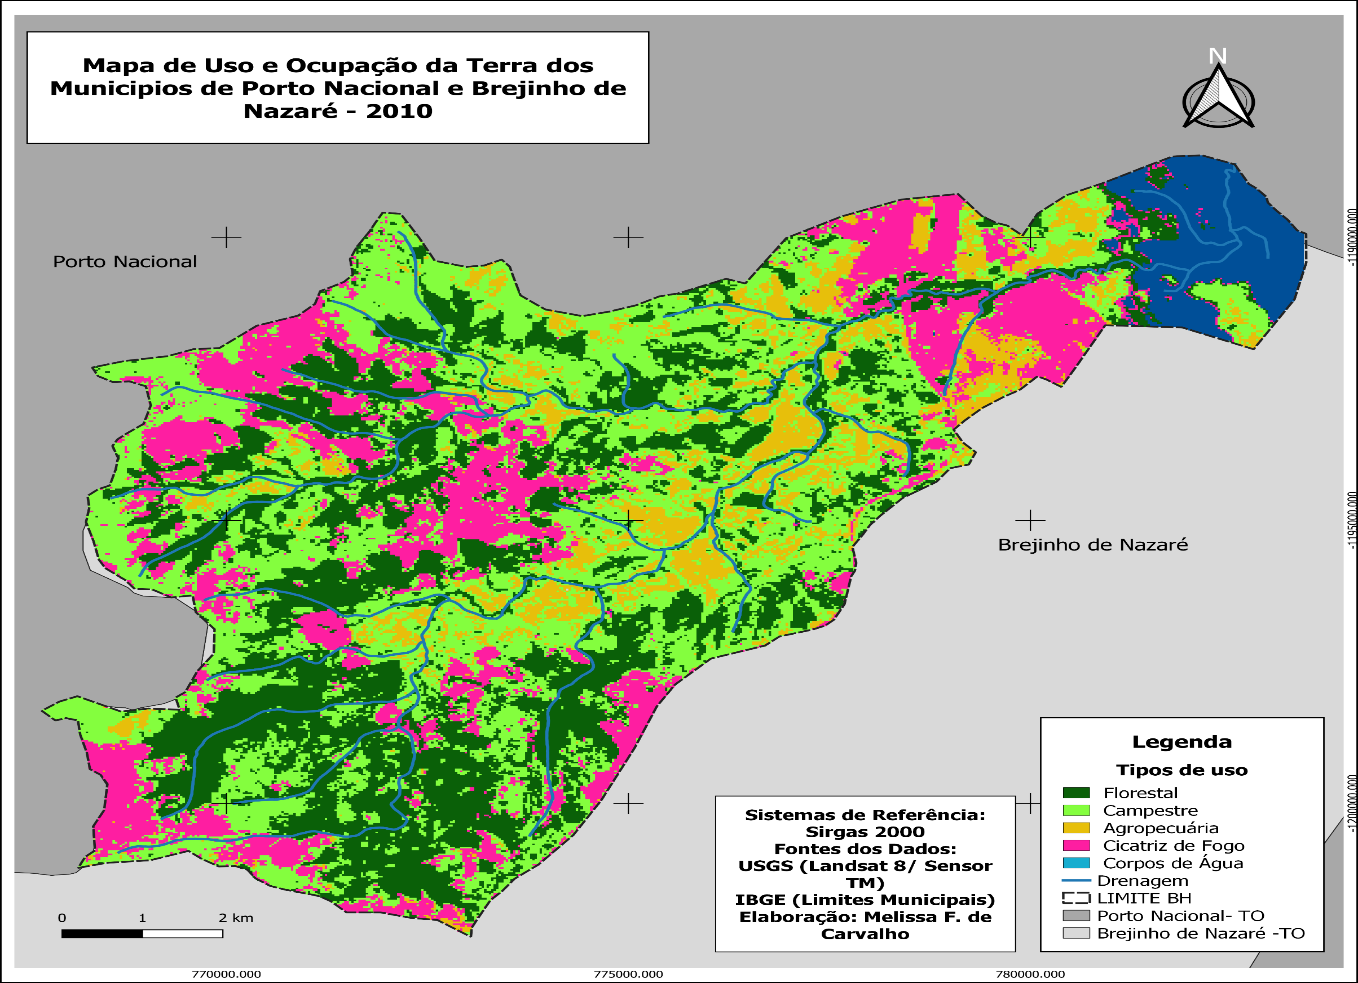 Mapa de Uso e Ocupação da Terra dos
Municipios de Porto Nacional e Brejinho de
Nazaré - 2010
N
Porto Nacional
Brejinho de Nazaré
-1190000.000
-1195000.000
-1200000.000
Legenda
Tipos de uso
Florestal
Campestre
Agropecuária
Cicatriz de Fogo
Corpos de Água
Drenagem
LIMITE BH
Porto Nacional- TO
Brejinho de Nazaré -TO
Sistemas de Referência:
Sirgas 2000
Fontes dos Dados:
USGS (Landsat 8/ Sensor
TM)
IBGE (Limites Municipais)
Elaboração: Melissa F. de
Carvalho
0 1 2 km
770000.000 775000.000 780000.000